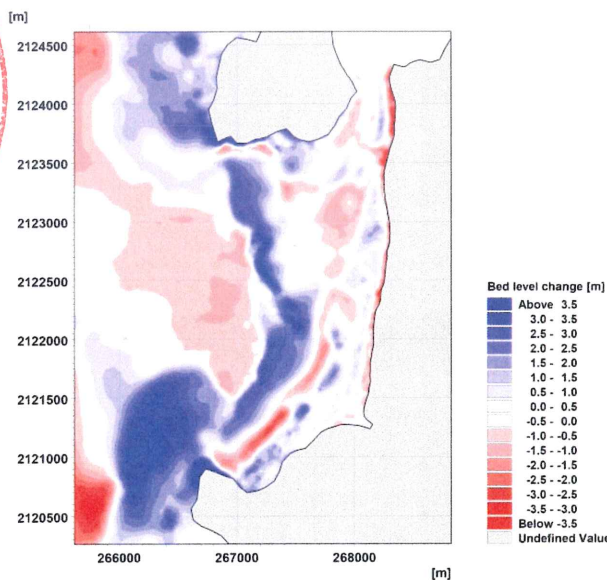 [m]
2124500
2124000
2123500
2123000
2122500
2122000
2121500
2121000
2120500
266000 267000 268000
[m]
Bed level change [m]
Above 3.5
3.0 - 3.5
2.5 - 3.0
2.0 - 2.5
1.5 - 2.0
1.0 - 1.5
0.5 - 1.0
0.0 - 0.5
-0.5 - 0.0
-1.0 - -0.5
-1.5 - -1.0
-2.0 - -1.5
-2.5 - -2.0
-3.0 - -2.5
-3.5 - -3.0
Below -3.5
Undefined Value